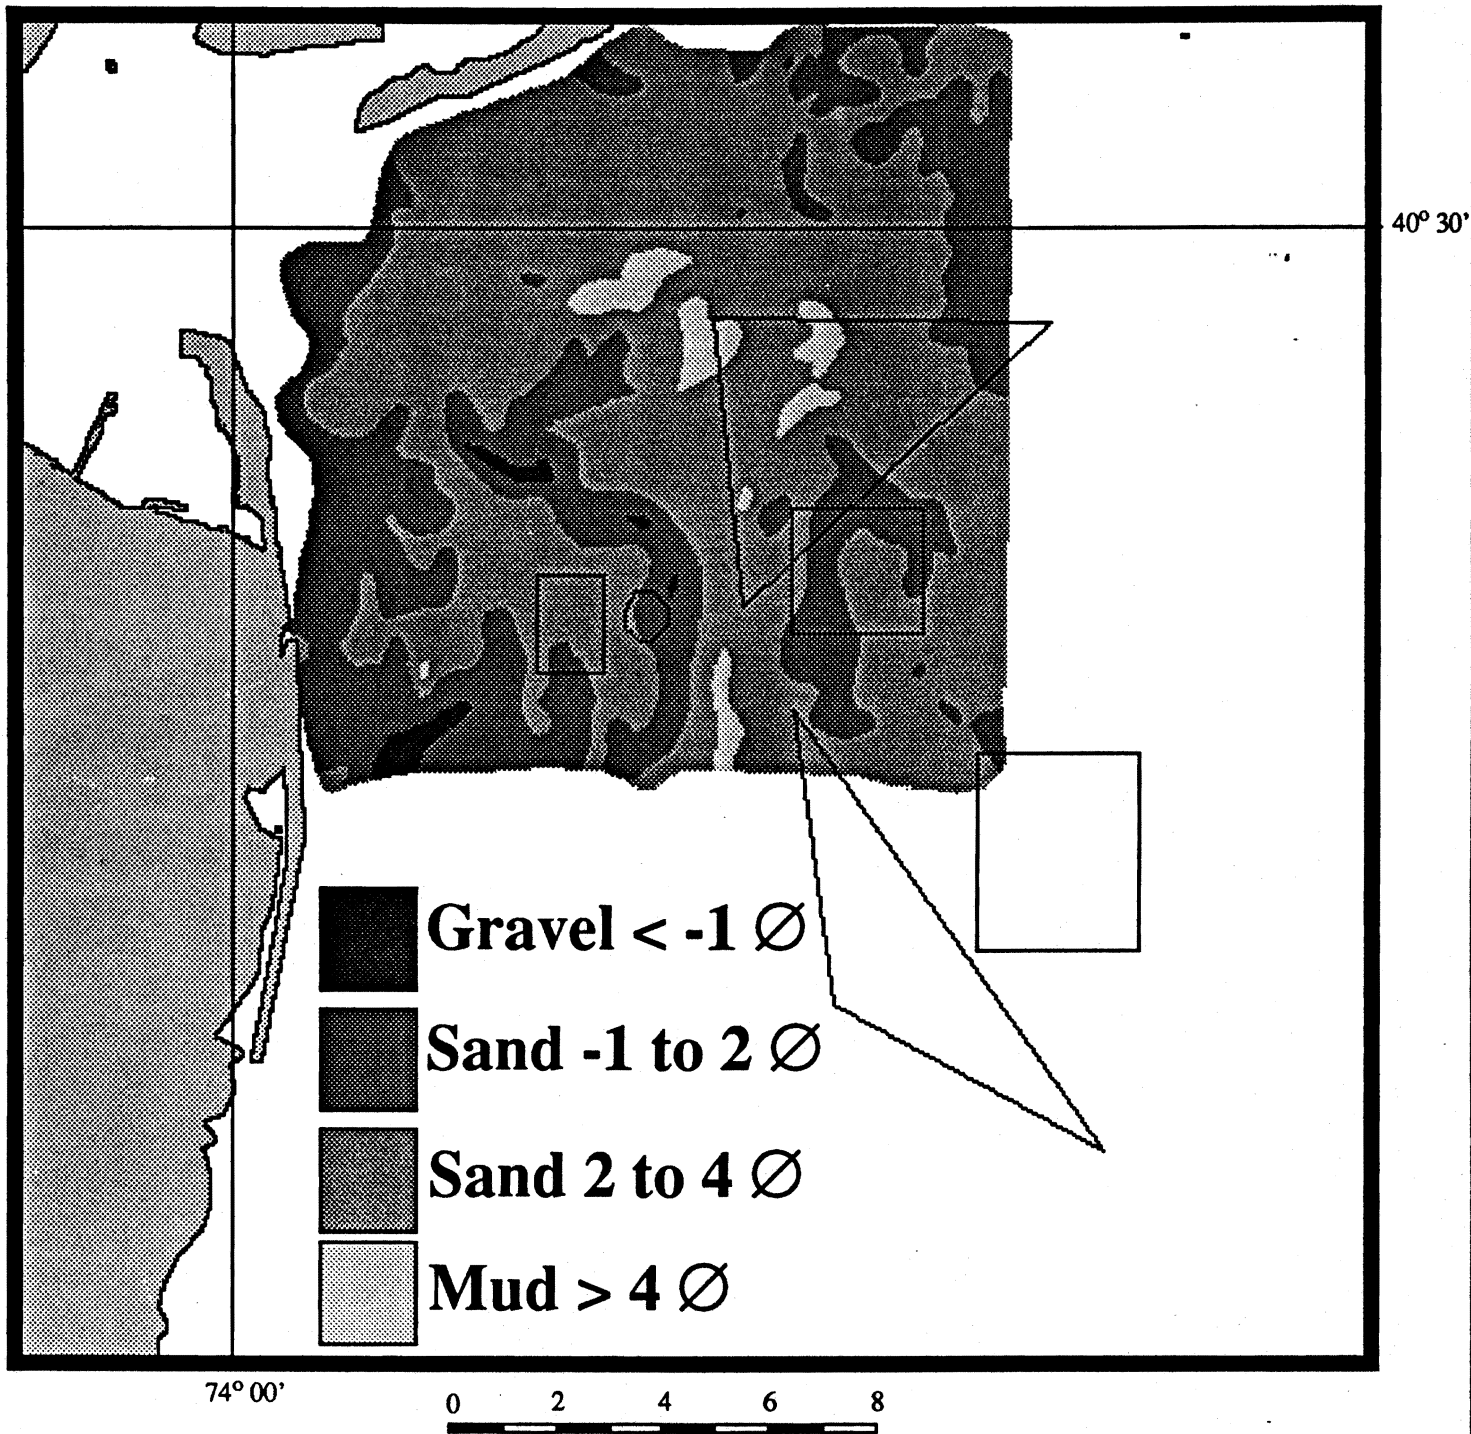 40° 30'
Gravel < -1 ∅
Sand -1 to 2 ∅
Sand 2 to 4 ∅
Mud > 4 ∅
74° 00'
0 2 4 6 8